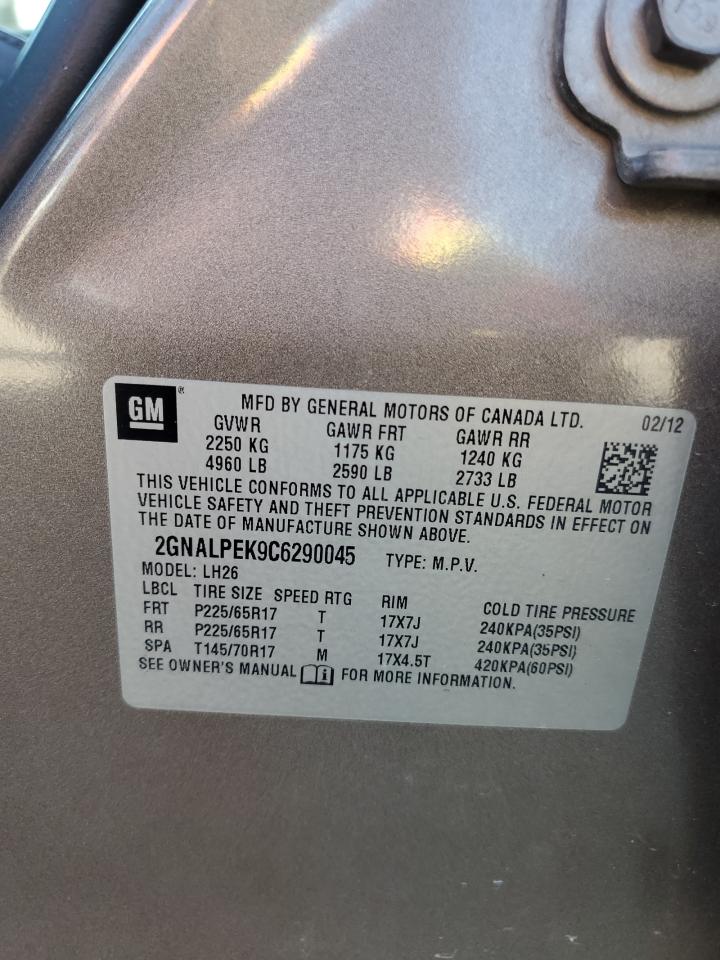 GM ® MFD BY GENERAL MOTORS OF CANADA LTD. 02/12
GVWR GAWR FRT GAWR RR
2250 KG 1175 KG 1240 KG
4960 LB 2590 LB 2733 LB
THIS VEHICLE CONFORMS TO ALL APPLICABLE U.S. FEDERAL MOTOR
VEHICLE SAFETY AND THEFT PREVENTION STANDARDS IN EFFECT ON
THE DATE OF MANUFACTURE SHOWN ABOVE.
2GNALPEK9C6290045 TYPE: M.P.V.
MODEL: LH26
LBCL TIRE SIZE SPEED RTG RIM COLD TIRE PRESSURE
FRT P225/65R17 T 17X7J 240KPA(35PSI)
RR P225/65R17 T 17X7J 240KPA(35PSI)
SPA T145/70R17 M 17X4.5T 420KPA(60PSI)
SEE OWNER'S MANUAL FOR MORE INFORMATION.